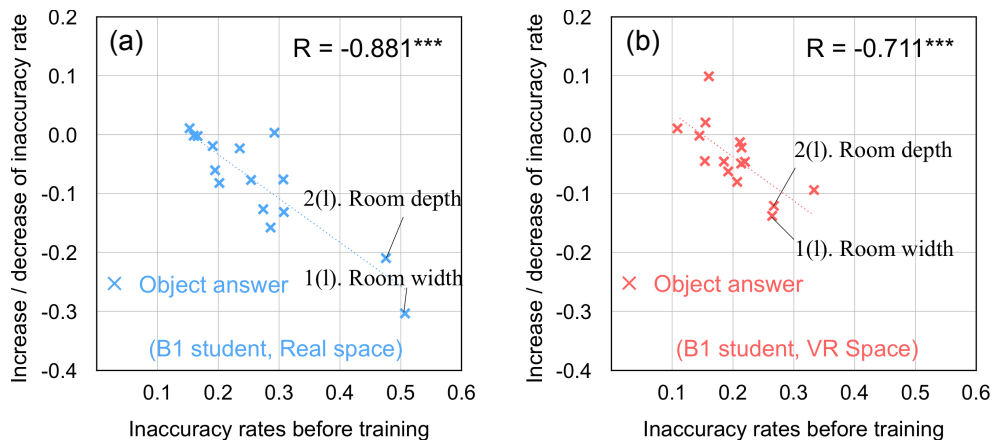 (a)
R = -0.881***
Increase / decrease of inaccuracy rate
0.2
0.1
0.0
-0.1
-0.2
-0.3
-0.4
2(l). Room depth
1(l). Room width
Object answer
(B1 student, Real space)
0.1 0.2 0.3 0.4 0.5 0.6
Inaccuracy rates before training
(b)
R = -0.711***
Increase / decrease of inaccuracy rate
0.2
0.1
0.0
-0.1
-0.2
-0.3
-0.4
2(l). Room depth
1(l). Room width
Object answer
(B1 student, VR Space)
0.1 0.2 0.3 0.4 0.5 0.6
Inaccuracy rates before training